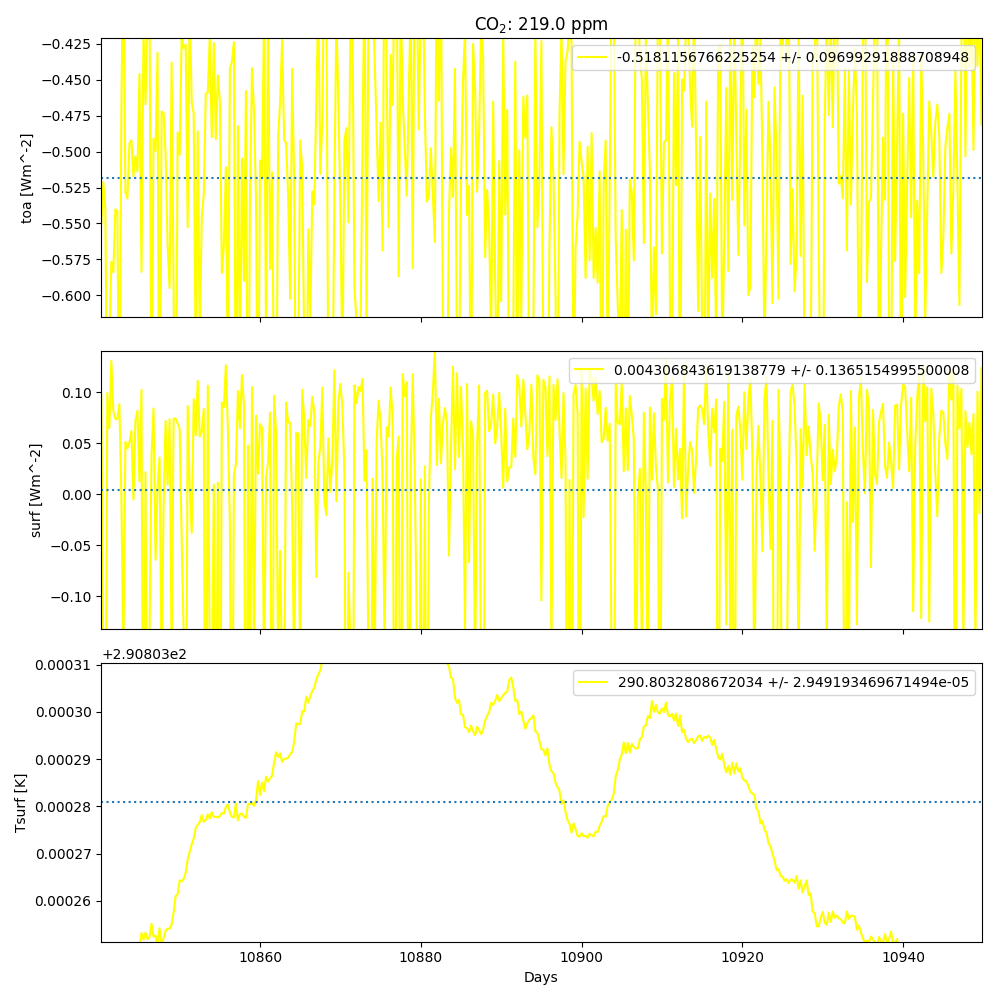 CO₂: 219.0 ppm
−0.425
−0.450
−0.475
−0.500
−0.525
−0.550
−0.575
−0.600
toa [Wm^-2]
-0.5181156766225254 +/- 0.09699291888708948
0.10
0.05
0.00
−0.05
−0.10
surf [Wm^-2]
0.004306843619138779 +/- 0.1365154995500008
+2.90803e2
0.00031
0.00030
0.00029
0.00028
0.00027
0.00026
Tsurf [K]
290.8032808672034 +/- 2.949193469671494e-05
10860 10880 10900 10920 10940
Days